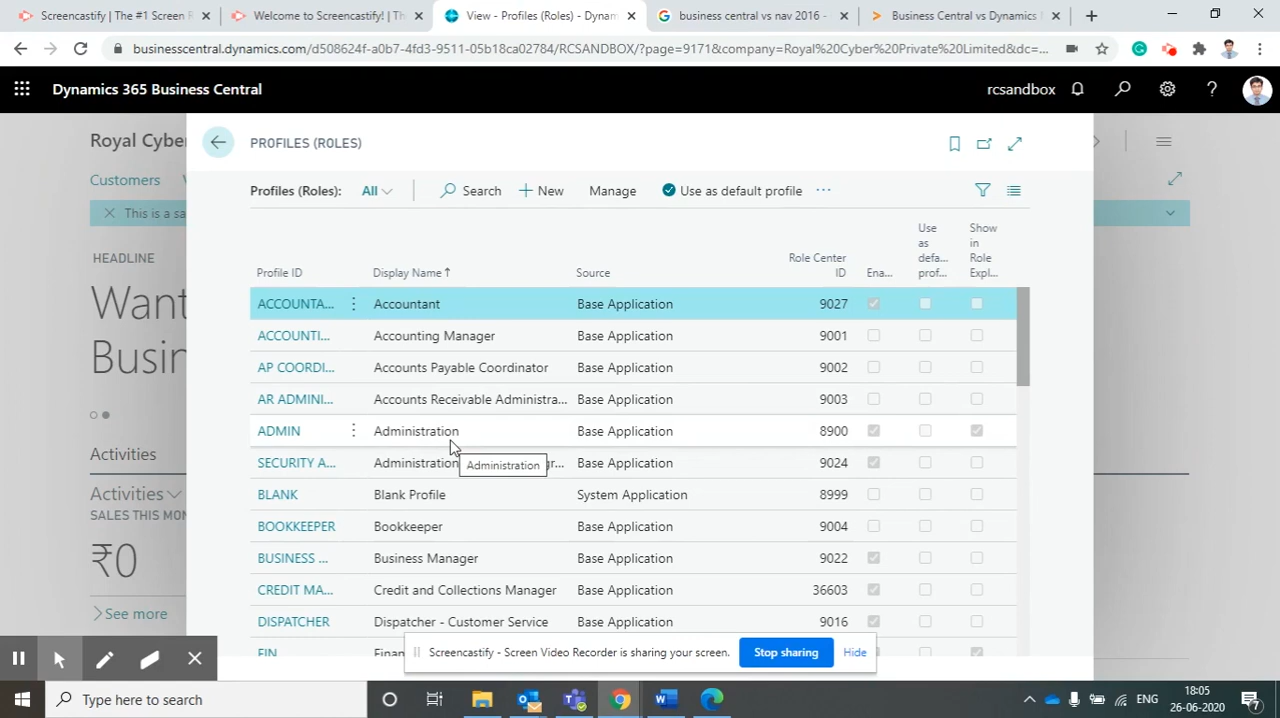 Screencastify | The #1 Screen R
Welcome to Screencastify! | Th
View - Profiles (Roles) - Dynam
business central vs nav 2016 -
Business Central vs Dynamics N
businesscentral.dynamics.com/d508624f-a0b7-4fd3-9511-05b18ca02784/RCSANDBOX/?page=9171&company=Royal%20Cyber%20Private%20Limited&dc=...
Dynamics 365 Business Central
rcsandbox
Royal Cyber
PROFILES (ROLES)
Customers
Profiles (Roles): All
Search
New
Manage
Use as default profile
This is a sa
HEADLINE
Want
Busin
Profile ID
Display Name ↑
Source
Role Center
ID
Ena...
Use
as
defa...
prof...
Show
in
Role
Expl...
ACCOUNTA... Accountant Base Application 9027
ACCOUNTI... Accounting Manager Base Application 9001
AP COORDI... Accounts Payable Coordinator Base Application 9002
AR ADMINI... Accounts Receivable Administra... Base Application 9003
ADMIN Administration Base Application 8900
SECURITY A... Administration Base Application 9024
Administration
BLANK Blank Profile System Application 8999
BOOKKEEPER Bookkeeper Base Application 9004
BUSINESS ... Business Manager Base Application 9022
CREDIT MA... Credit and Collections Manager Base Application 36603
DISPATCHER Dispatcher - Customer Service Base Application 9016
FIN
Activities
Activities
SALES THIS MON
₹0
See more
Screencastify - Screen Video Recorder is sharing your screen.
Stop sharing
Hide
Type here to search
ENG
18:05
26-06-2020
7